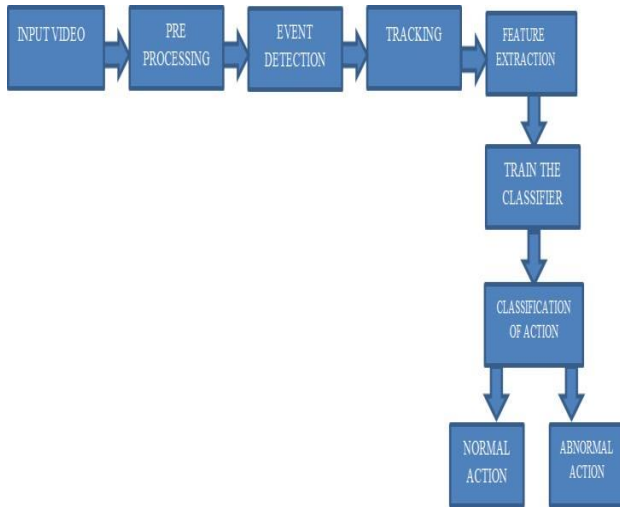 INPUT VIDEO
PRE
PROCESSING
EVENT
DETECTION
TRACKING
FEATURE
EXTRACTION
TRAIN THE
CLASSIFIER
CLASSIFICATION
OF ACTION
NORMAL
ACTION
ABNORMAL
ACTION